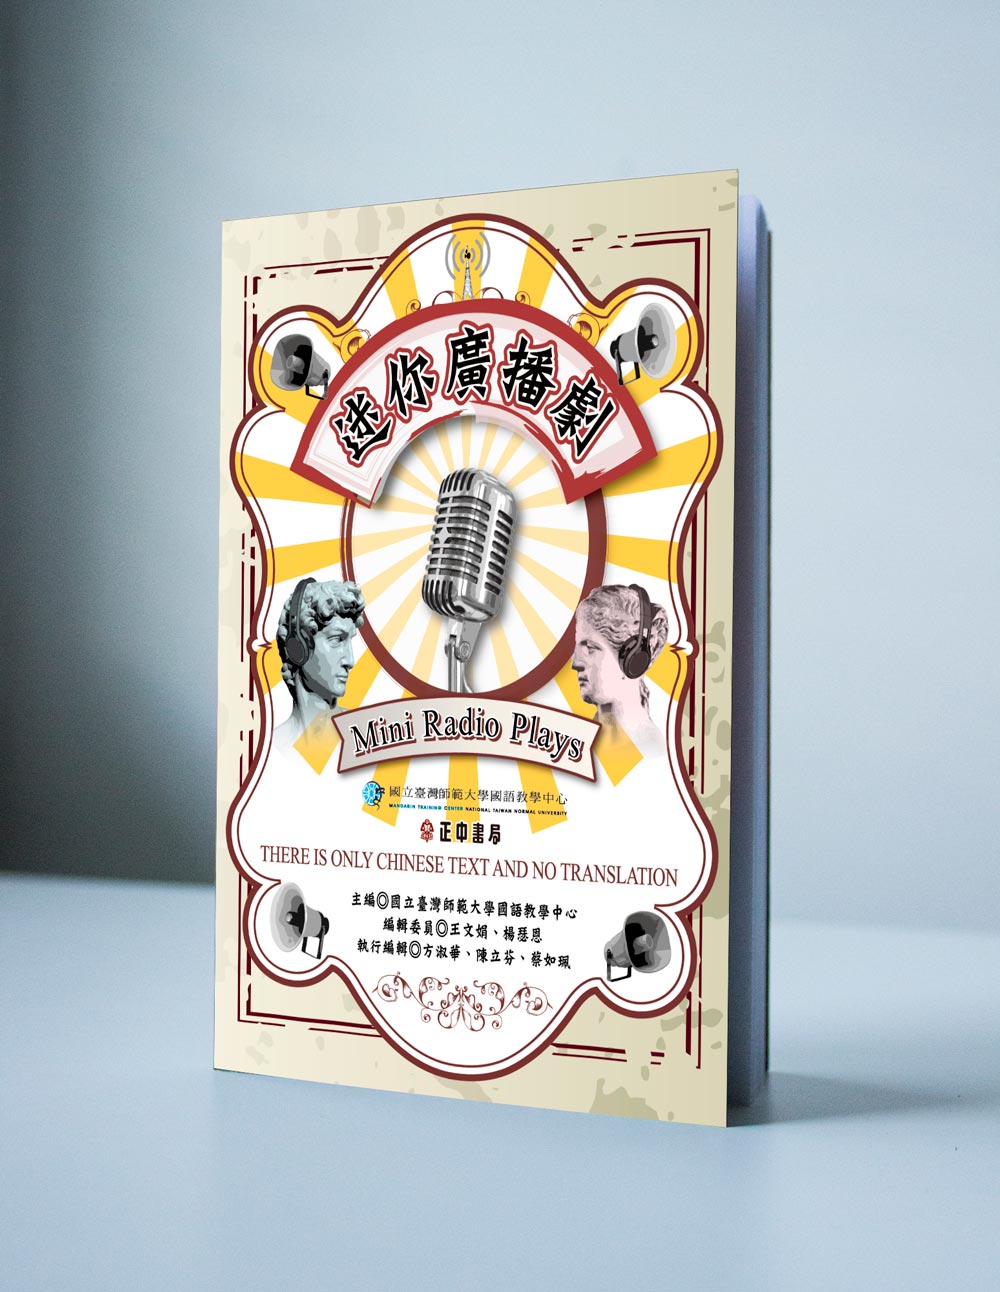 迷你廣播劇
Mini Radio Plays
國立臺灣師範大學國語教學中心
MANDARIN TRAINING CENTER NATIONAL TAIWAN NORMAL UNIVERSITY
正中書局
THERE IS ONLY CHINESE TEXT AND NO TRANSLATION
主編◎國立臺灣師範大學國語教學中心
編輯委員◎王文娟、楊瑟恩
執行編輯◎方淑華、陳立芬、蔡如珮